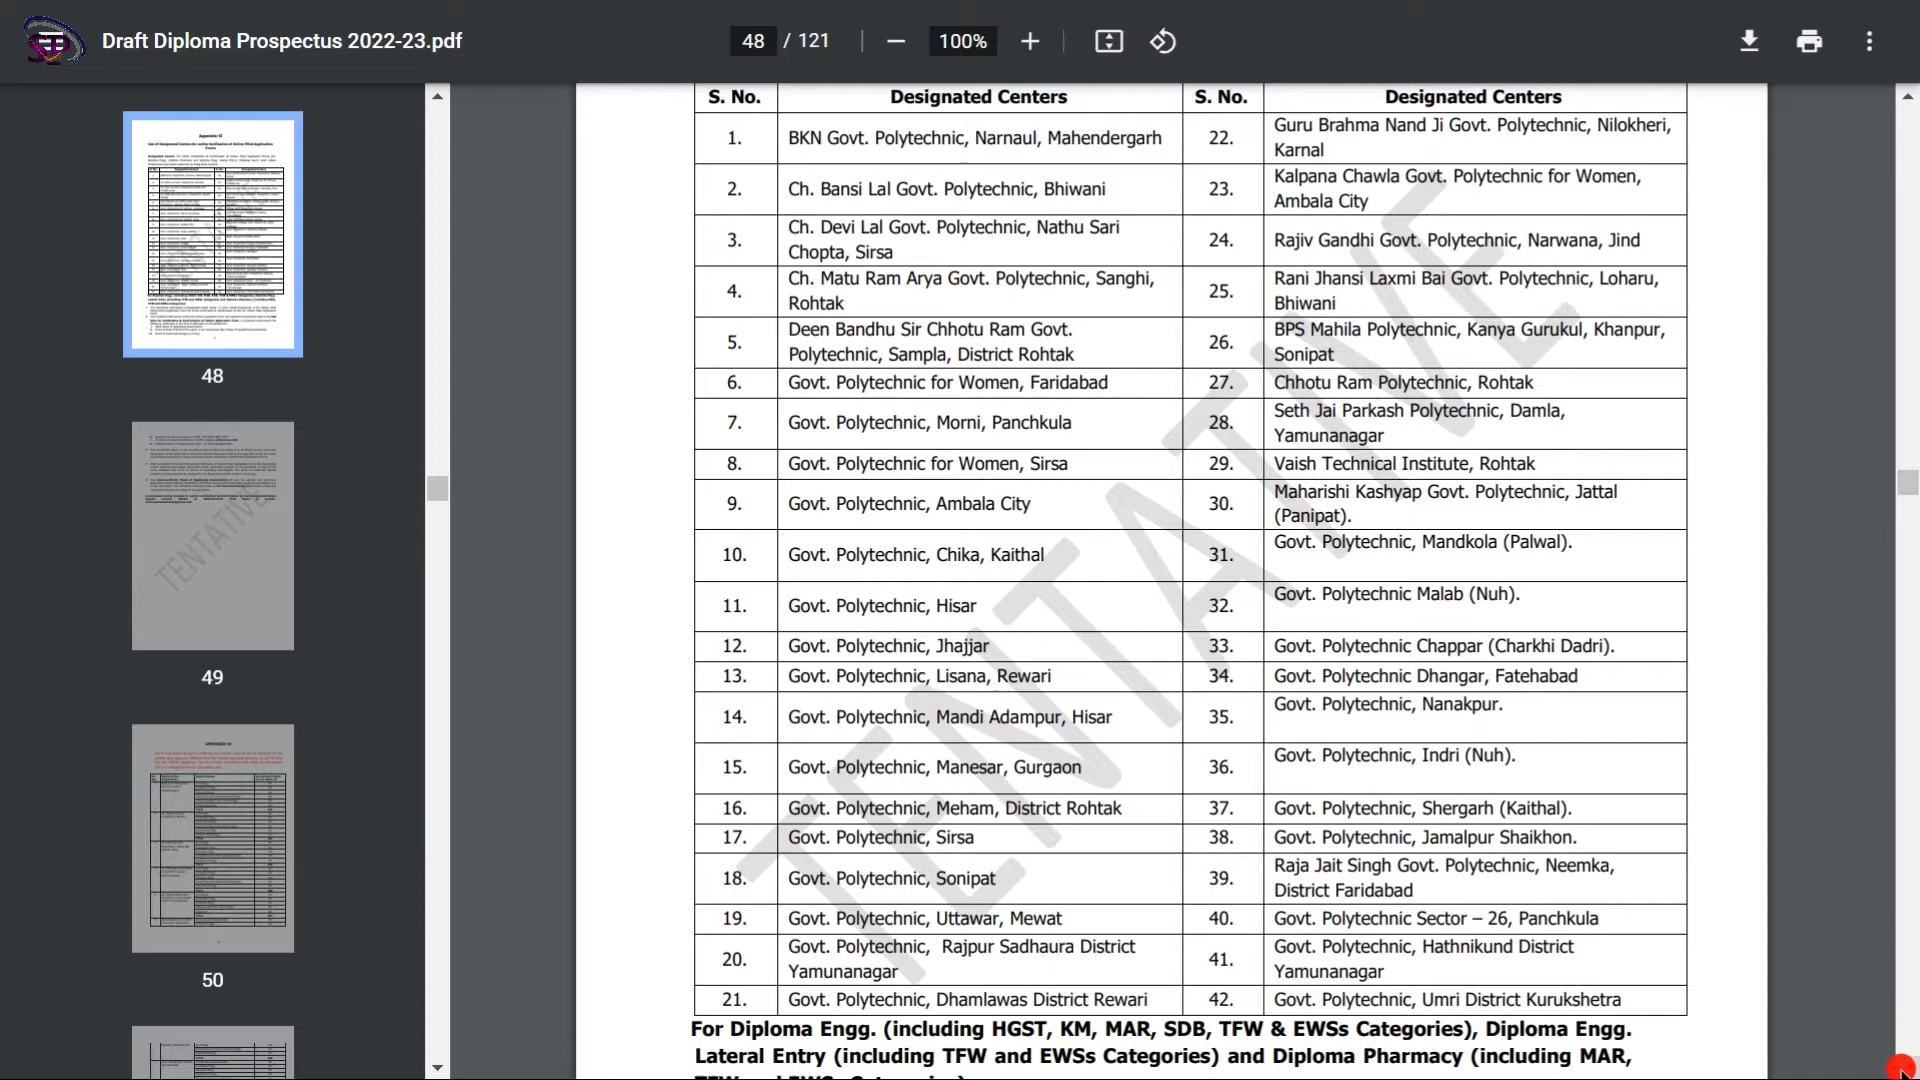 Draft Diploma Prospectus 2022-23.pdf
48 / 121
100%
48
49
50
TENTATIVE
S. No. Designated Centers S. No. Designated Centers
1. BKN Govt. Polytechnic, Narnaul, Mahendergarh 22. Guru Brahma Nand Ji Govt. Polytechnic, Nilokheri,
Karnal
2. Ch. Bansi Lal Govt. Polytechnic, Bhiwani 23. Kalpana Chawla Govt. Polytechnic for Women,
Ambala City
3. Ch. Devi Lal Govt. Polytechnic, Nathu Sari
Chopta, Sirsa 24. Rajiv Gandhi Govt. Polytechnic, Narwana, Jind
4. Ch. Matu Ram Arya Govt. Polytechnic, Sanghi,
Rohtak 25. Rani Jhansi Laxmi Bai Govt. Polytechnic, Loharu,
Bhiwani
5. Deen Bandhu Sir Chhotu Ram Govt.
Polytechnic, Sampla, District Rohtak 26. BPS Mahila Polytechnic, Kanya Gurukul, Khanpur,
Sonipat
6. Govt. Polytechnic for Women, Faridabad 27. Chhotu Ram Polytechnic, Rohtak
7. Govt. Polytechnic, Morni, Panchkula 28. Seth Jai Parkash Polytechnic, Damla,
Yamunanagar
8. Govt. Polytechnic for Women, Sirsa 29. Vaish Technical Institute, Rohtak
9. Govt. Polytechnic, Ambala City 30. Maharishi Kashyap Govt. Polytechnic, Jattal
(Panipat).
10. Govt. Polytechnic, Chika, Kaithal 31. Govt. Polytechnic, Mandkola (Palwal).
11. Govt. Polytechnic, Hisar 32. Govt. Polytechnic Malab (Nuh).
12. Govt. Polytechnic, Jhajjar 33. Govt. Polytechnic Chappar (Charkhi Dadri).
13. Govt. Polytechnic, Lisana, Rewari 34. Govt. Polytechnic Dhangar, Fatehabad
14. Govt. Polytechnic, Mandi Adampur, Hisar 35. Govt. Polytechnic, Nanakpur.
15. Govt. Polytechnic, Manesar, Gurgaon 36. Govt. Polytechnic, Indri (Nuh).
16. Govt. Polytechnic, Meham, District Rohtak 37. Govt. Polytechnic, Shergarh (Kaithal).
17. Govt. Polytechnic, Sirsa 38. Govt. Polytechnic, Jamalpur Shaikhon.
18. Govt. Polytechnic, Sonipat 39. Raja Jait Singh Govt. Polytechnic, Neemka,
District Faridabad
19. Govt. Polytechnic, Uttawar, Mewat 40. Govt. Polytechnic Sector – 26, Panchkula
20. Govt. Polytechnic, Rajpur Sadhaura District
Yamunanagar 41. Govt. Polytechnic, Hathnikund District
Yamunanagar
21. Govt. Polytechnic, Dhamlawas District Rewari 42. Govt. Polytechnic, Umri District Kurukshetra
For Diploma Engg. (including HGST, KM, MAR, SDB, TFW & EWSs Categories), Diploma Engg.
Lateral Entry (including TFW and EWSs Categories) and Diploma Pharmacy (including MAR,
TENTATIVE